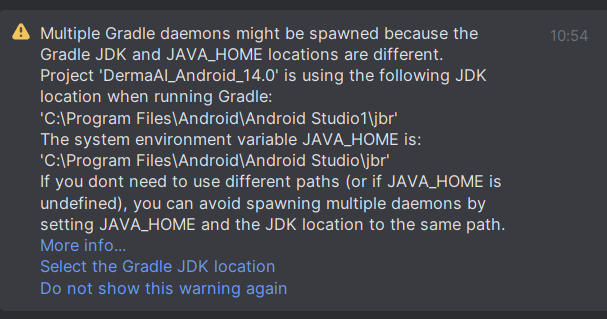 Multiple Gradle daemons might be spawned because the
10:54
Gradle JDK and JAVA_HOME locations are different.
Project 'DermaAI_Android_14.0' is using the following JDK
location when running Gradle:
'C:\Program Files\Android\Android Studio1\jbr'
The system environment variable JAVA_HOME is:
'C:\Program Files\Android\Android Studio\jbr'
If you dont need to use different paths (or if JAVA_HOME is
undefined), you can avoid spawning multiple daemons by
setting JAVA_HOME and the JDK location to the same path.
More info...
Select the Gradle JDK location
Do not show this warning again